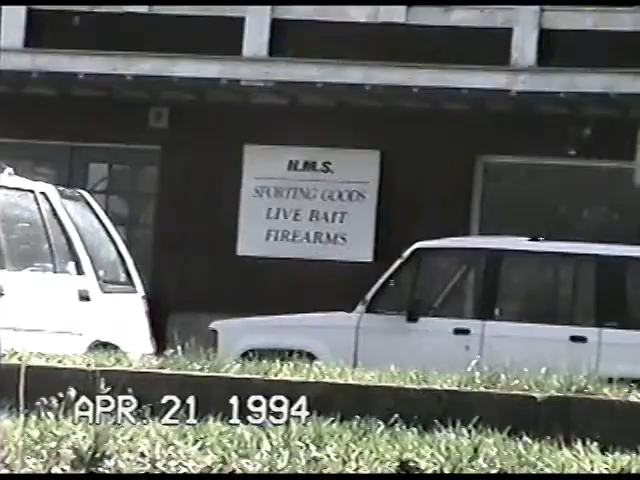 H.M.S.
SPORTING GOODS
LIVE BAIT
FIREARMS
APR. 21 1994